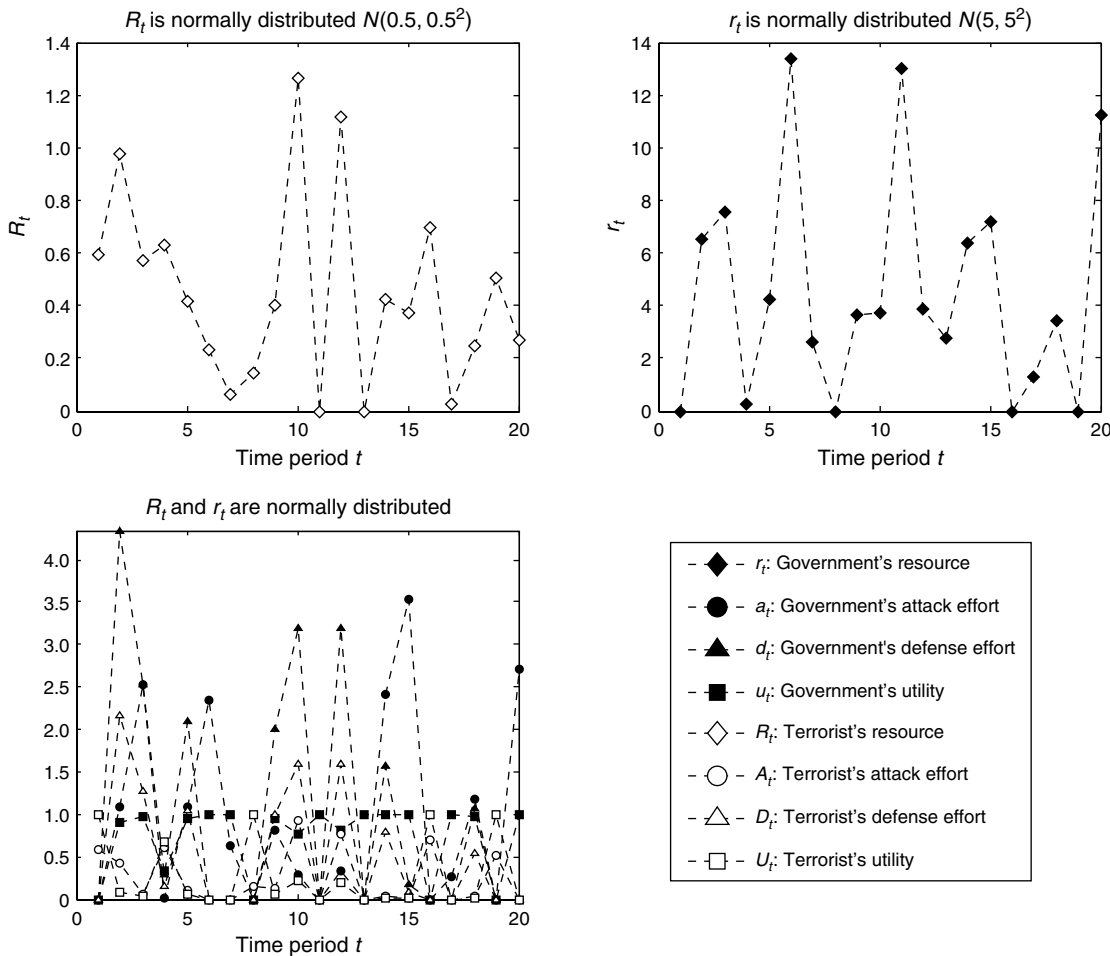 R_t is normally distributed N(0.5, 0.5²)
1.4
1.2
1.0
0.8
0.6
0.4
0.2
0
R_t
0 5 10 15 20
Time period t
r_t is normally distributed N(5, 5²)
14
12
10
8
6
4
2
0
r_t
0 5 10 15 20
Time period t
R_t and r_t are normally distributed
4.0
3.5
3.0
2.5
2.0
1.5
1.0
0.5
0
0 5 10 15 20
Time period t
r_t: Government's resource
a_t: Government's attack effort
d_t: Government's defense effort
u_t: Government's utility
R_t: Terrorist's resource
A_t: Terrorist's attack effort
D_t: Terrorist's defense effort
U_t: Terrorist's utility